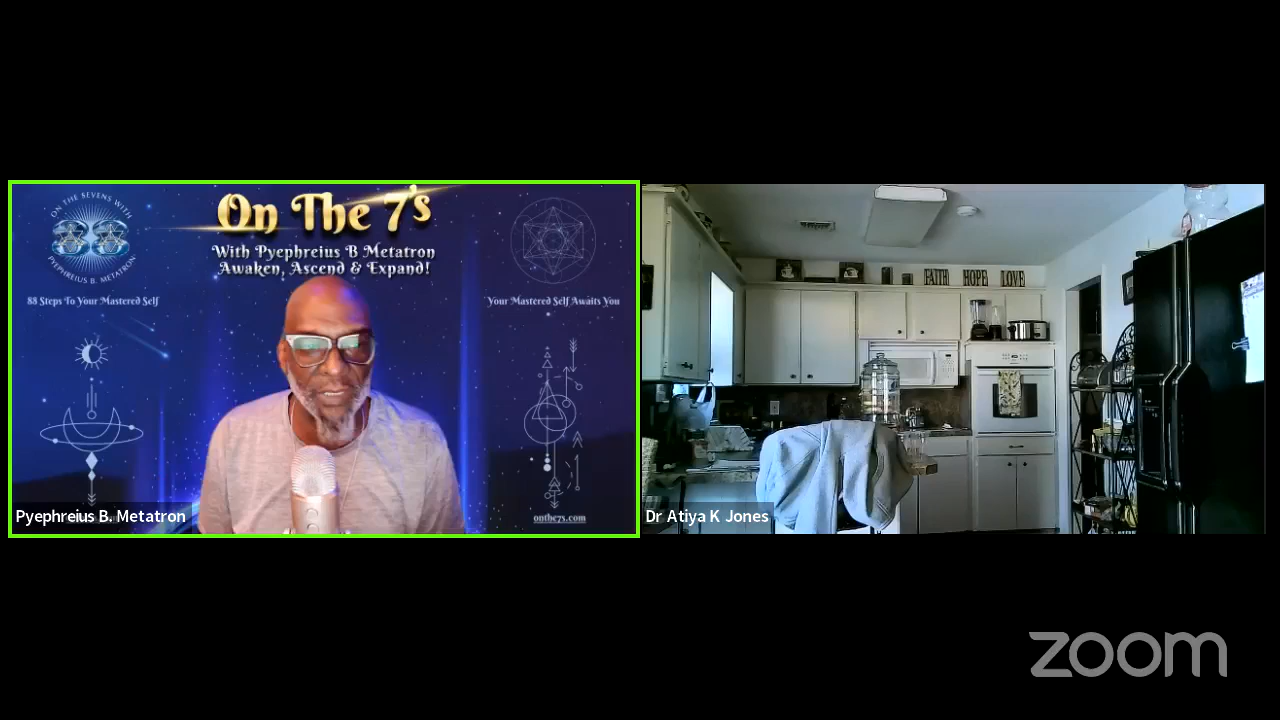 ON THE SEVENS WITH
PYEPHREIUS B. METATRON
88 Steps To Your Mastered Self
On The 7's
With Pyephreius B Metatron
Awaken, Ascend & Expand!
Your Mastered Self Awaits You
onthe7s.com
Pyephreius B. Metatron
FAITH HOPE LOVE
Dr Atiya K Jones
zoom